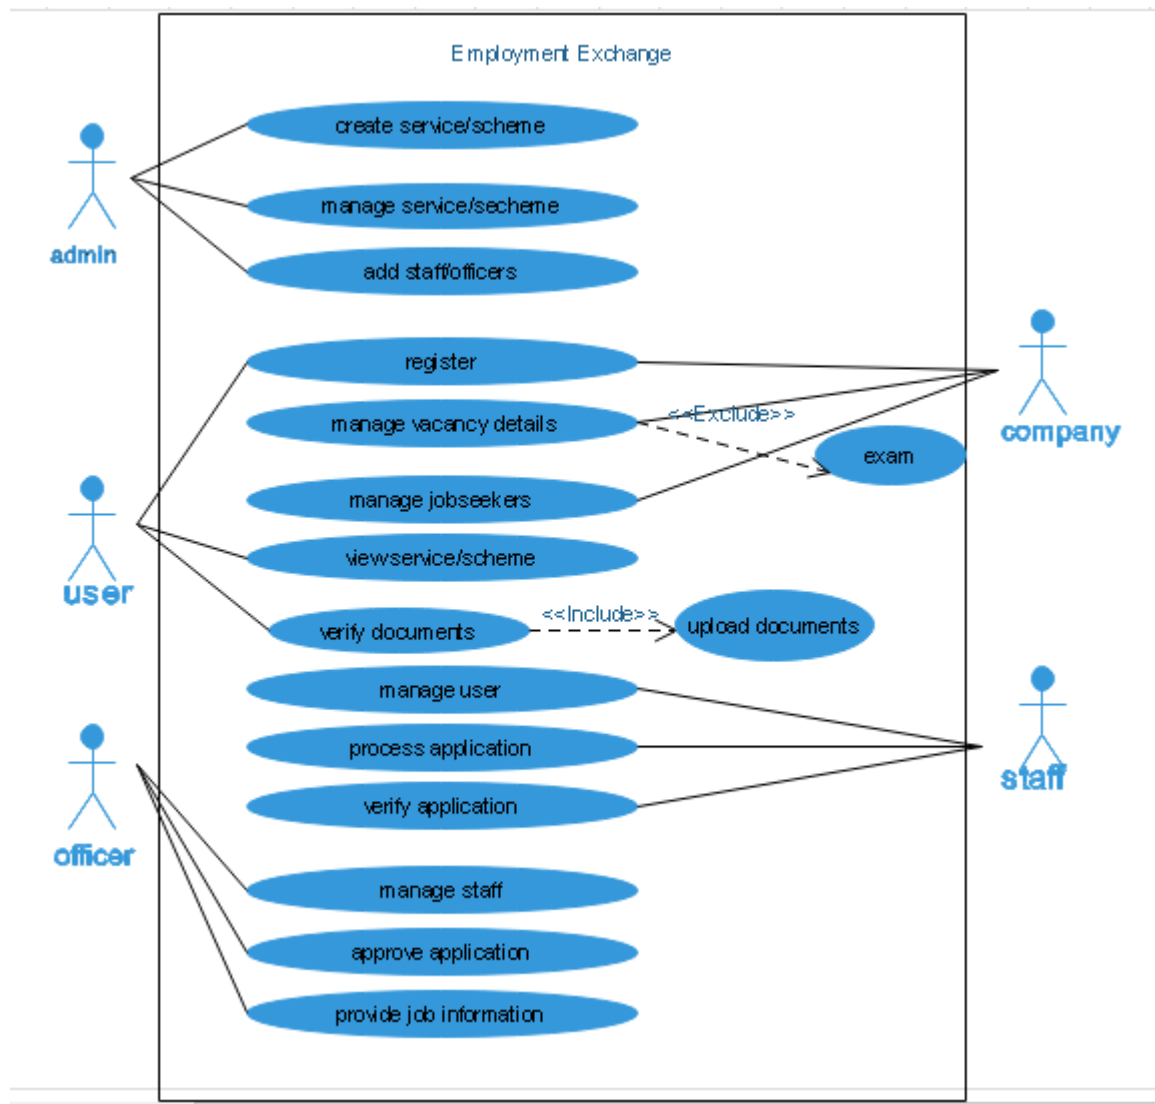 Employment Exchange
create service/scheme
admin
manage service/secheme
add staff/officers
register
company
manage vacancy details
<<Exclude>>
exam
manage jobseekers
user
view service/scheme
verify documents
<<Include>>
upload documents
manage user
staff
process application
verify application
officer
manage staff
approve application
provide job information